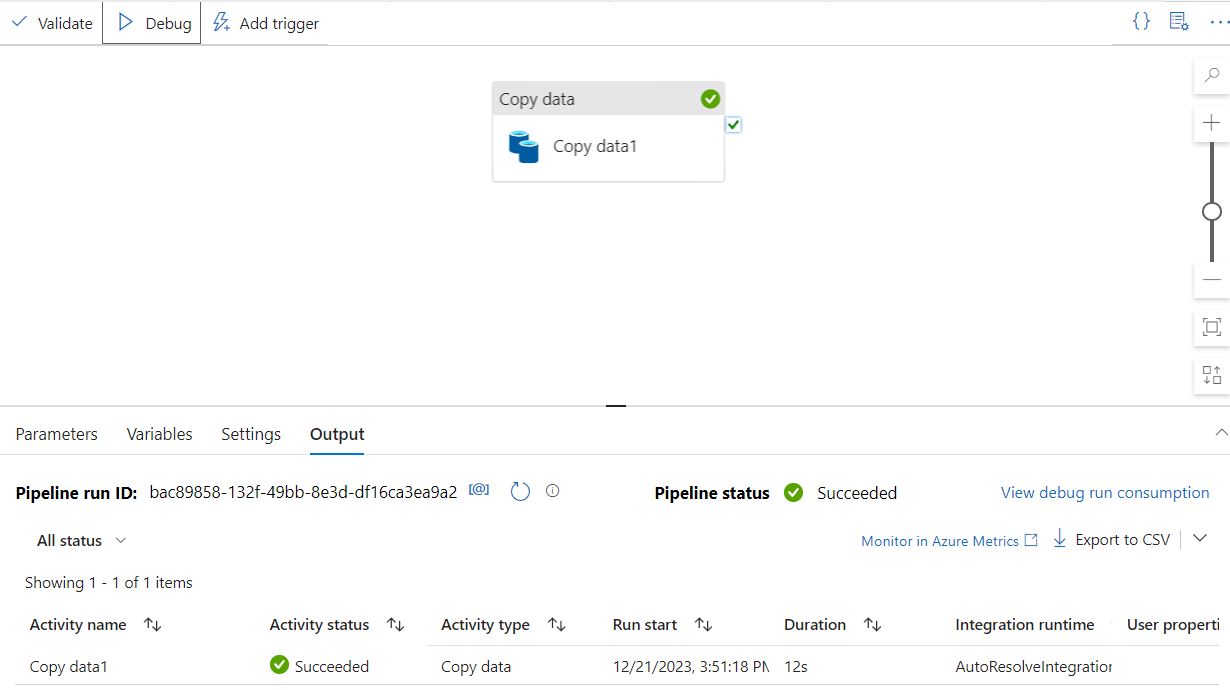 Validate Debug Add trigger {} ...
Copy data
Copy data1
Parameters Variables Settings Output
Pipeline run ID: bac89858-132f-49bb-8e3d-df16ca3ea9a2 [@] Pipeline status Succeeded View debug run consumption
All status Monitor in Azure Metrics Export to CSV
Showing 1 - 1 of 1 items
Activity name Activity status Activity type Run start Duration Integration runtime User properti
Copy data1 Succeeded Copy data 12/21/2023, 3:51:18 PM 12s AutoResolveIntegration